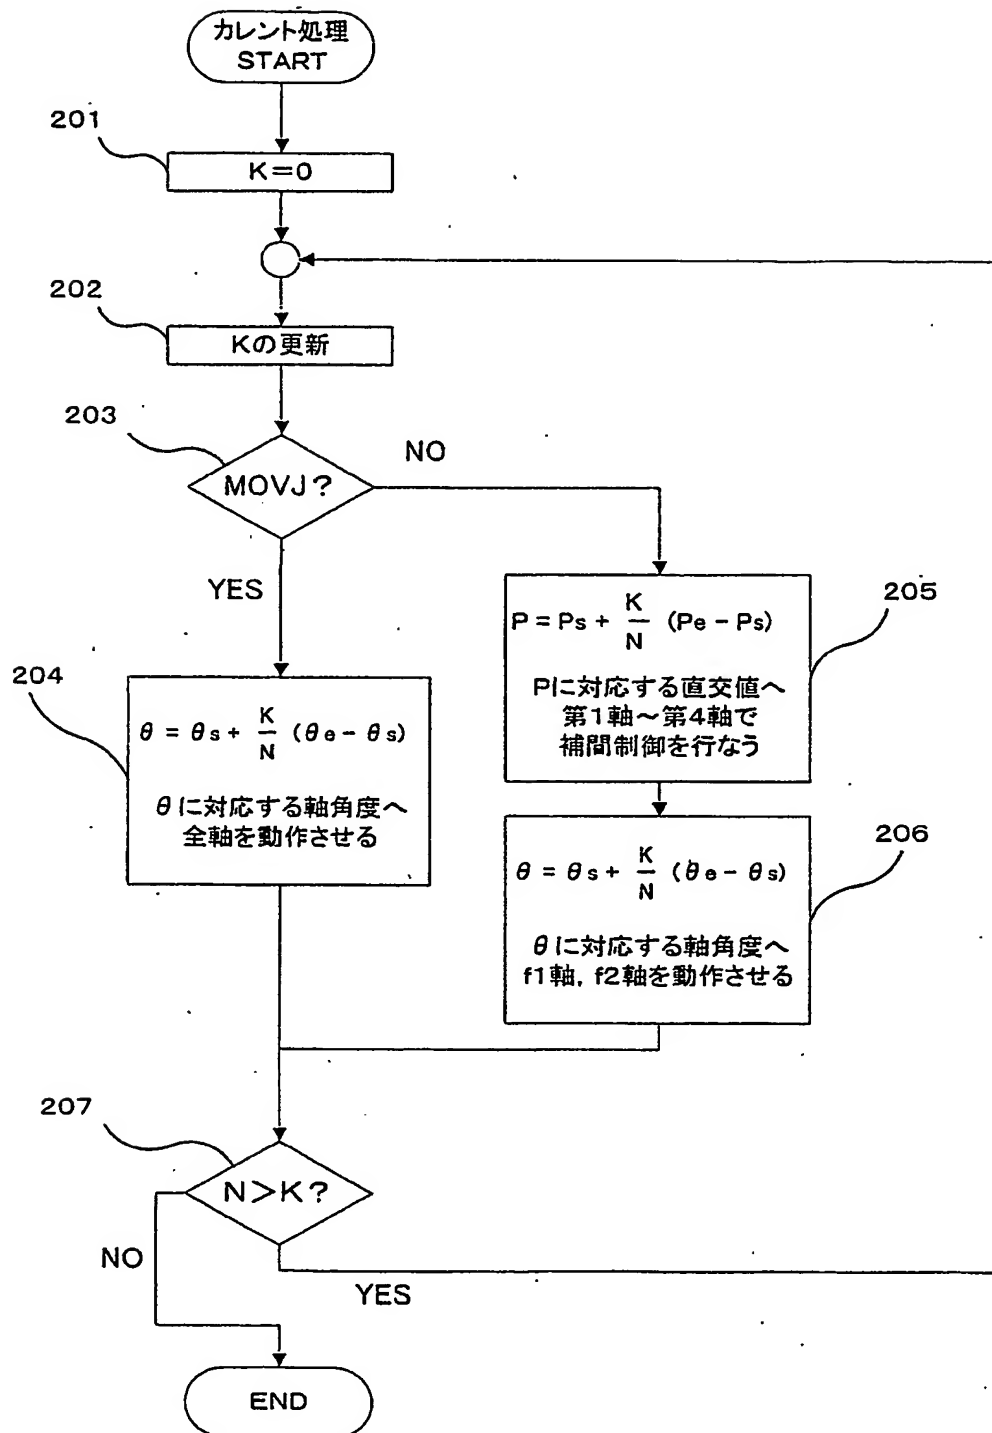 カレント処理
START
201
K=0
202
Kの更新
203
MOVJ?
NO
YES
205
P = Ps + K/N (Pe - Ps)
Pに対応する直交値へ
第1軸～第4軸で
補間制御を行なう
204
θ = θs + K/N (θe - θs)
θに対応する軸角度へ
全軸を動作させる
206
θ = θs + K/N (θe - θs)
θに対応する軸角度へ
f1軸, f2軸を動作させる
207
N>K?
NO
YES
END